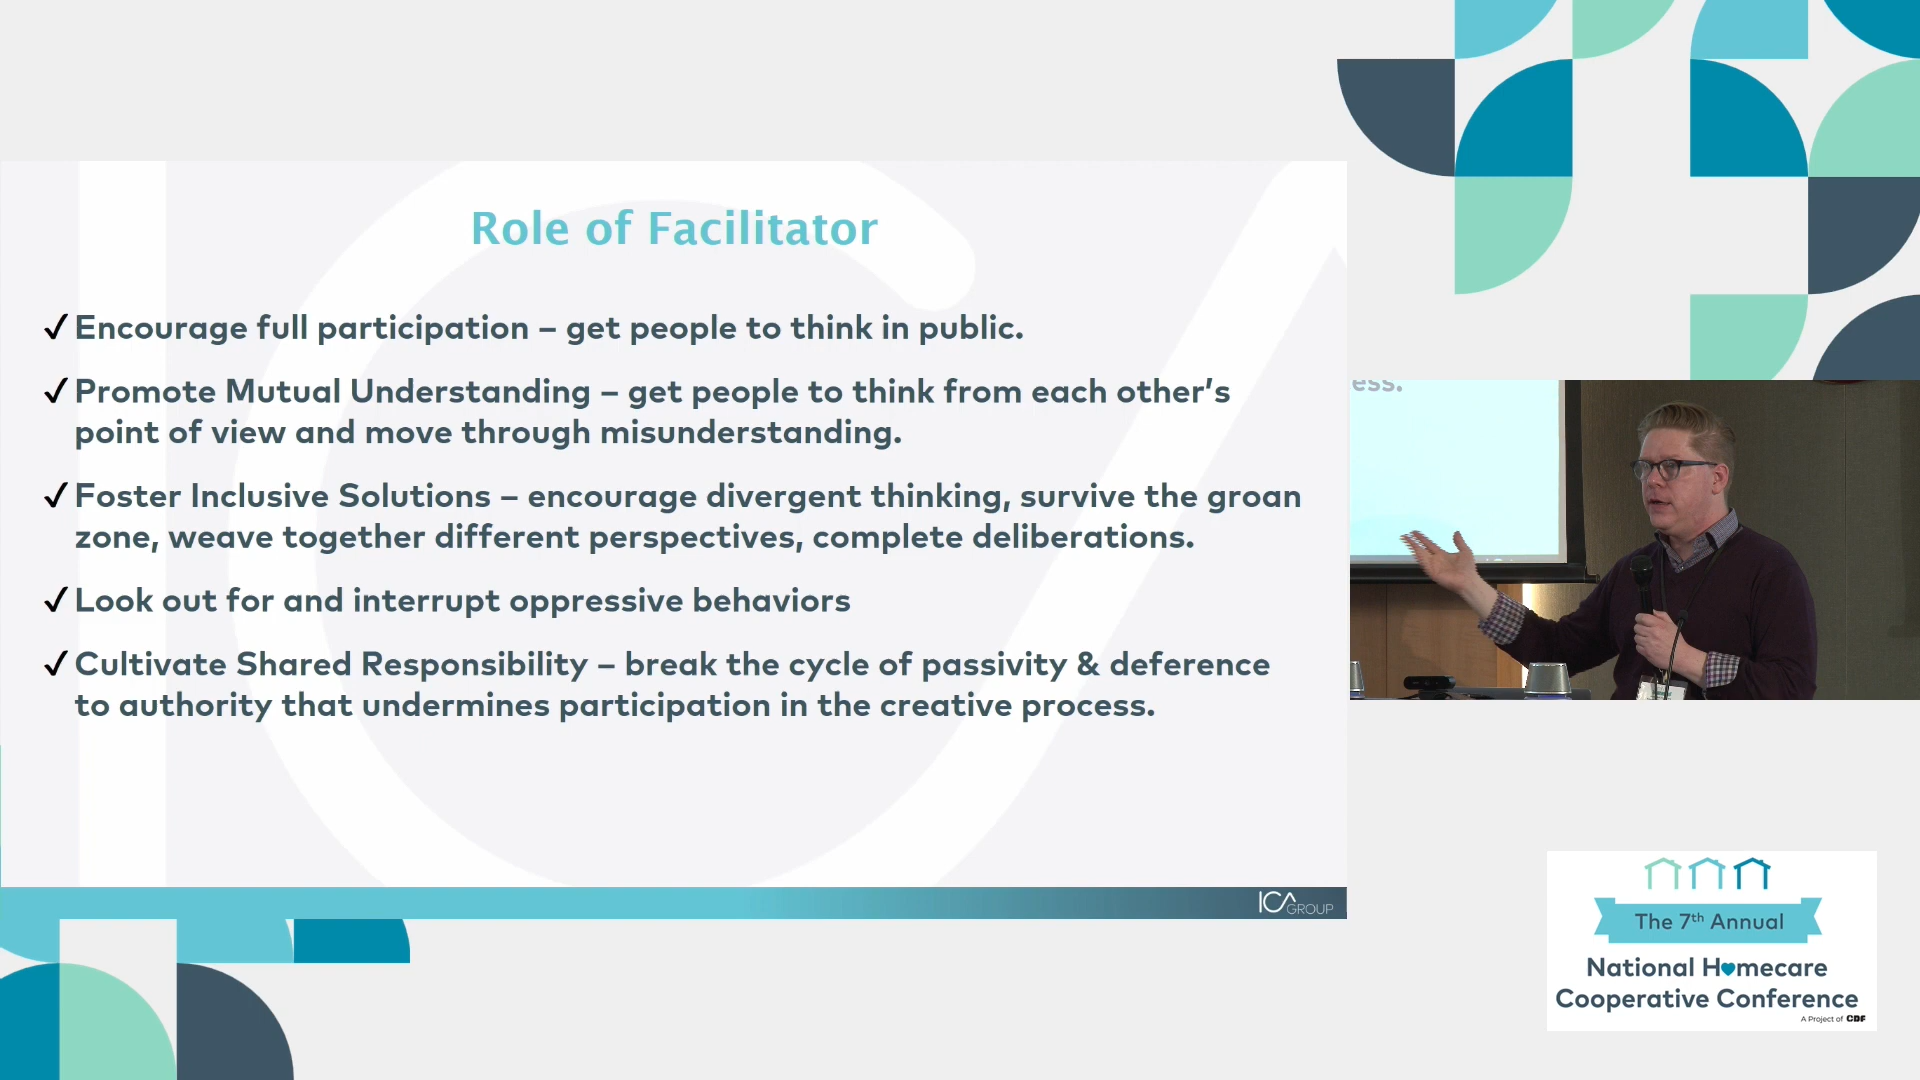 Role of Facilitator
✓Encourage full participation – get people to think in public.
✓Promote Mutual Understanding – get people to think from each other’s
point of view and move through misunderstanding.
✓Foster Inclusive Solutions – encourage divergent thinking, survive the groan
zone, weave together different perspectives, complete deliberations.
✓Look out for and interrupt oppressive behaviors
✓Cultivate Shared Responsibility – break the cycle of passivity & deference
to authority that undermines participation in the creative process.
ICA GROUP
ess.
The 7th Annual
National Homecare
Cooperative Conference
A Project of CDF